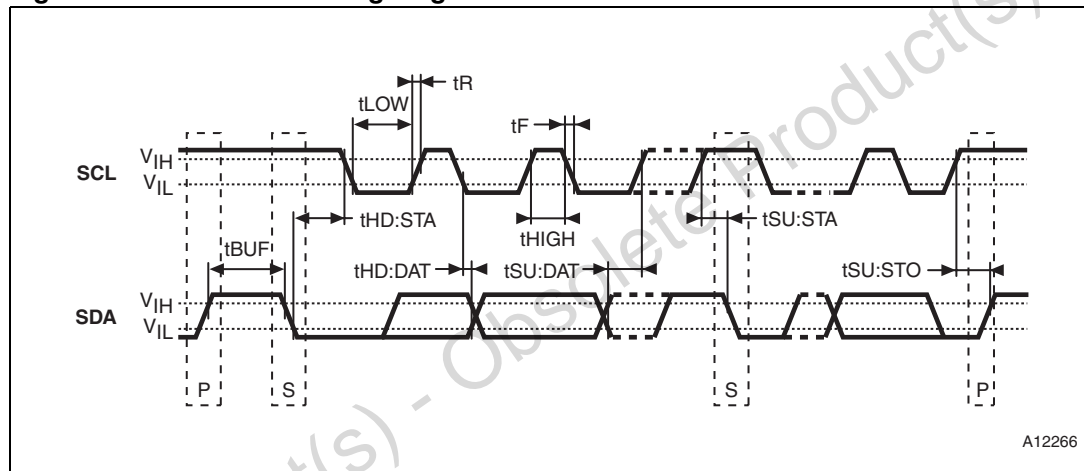 tR
tLOW
tF
VIH
SCL
VIL
tHD:STA
tHIGH
tSU:STA
tBUF
tHD:DAT
tSU:DAT
tSU:STO
VIH
SDA
VIL
P
S
S
P
A12266
Obsolete Product(s)